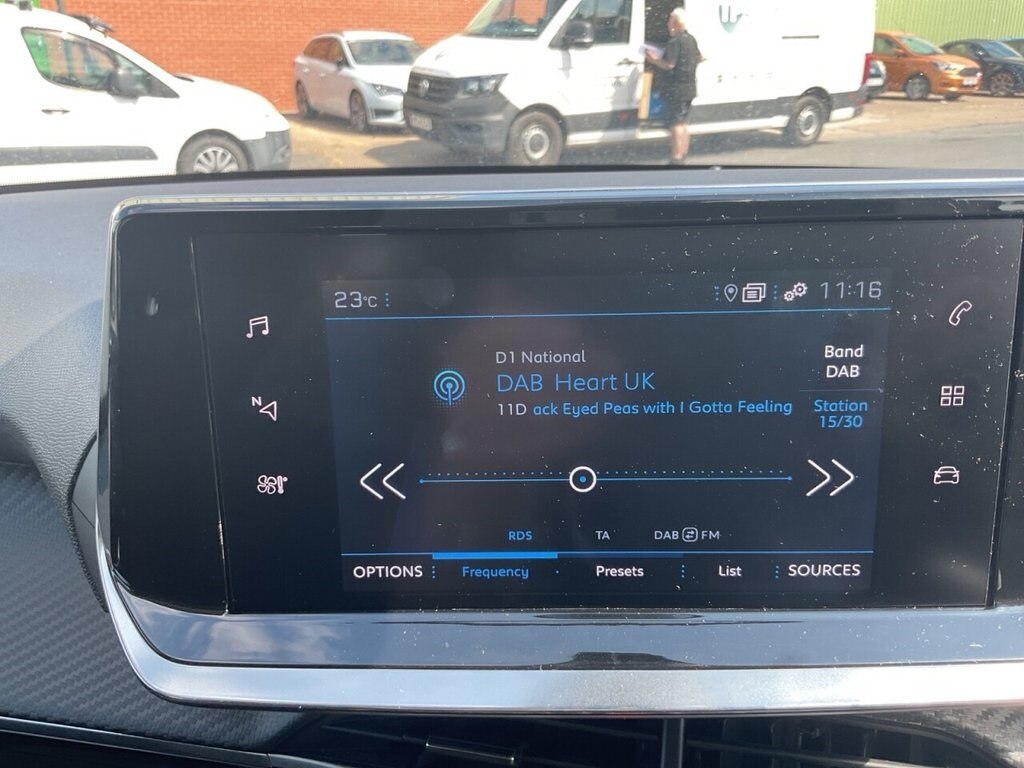 23°C
11:16
D1 National
DAB Heart UK
11D ack Eyed Peas with I Gotta Feeling
Band
DAB
Station
15/30
N
RDS
TA
DAB FM
OPTIONS
Frequency
Presets
List
SOURCES